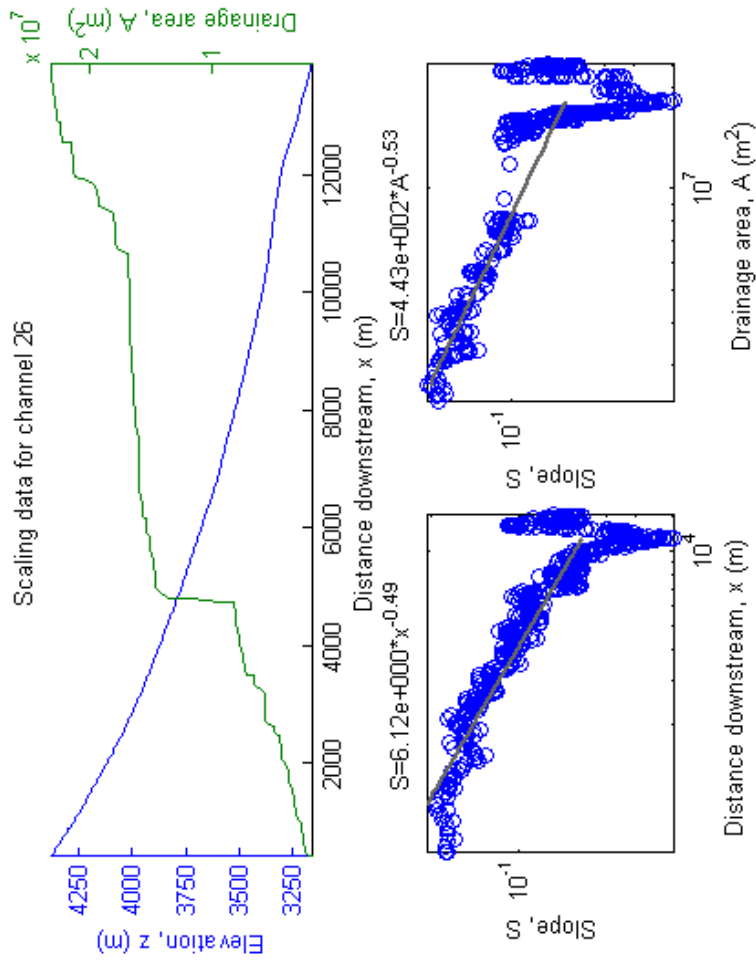 Scaling data for channel 26
x 10^7
4250
4000
3750
3500
3250
Elevation, z (m)
2
1
Drainage area, A (m^2)
2000
4000
6000
8000
10000
12000
Distance downstream, x (m)
S=6.12e+000*x^-0.49
10^-1
Slope, S
10^4
Distance downstream, x (m)
S=4.43e+002*A^-0.53
10^-1
Slope, S
10^7
Drainage area, A (m^2)